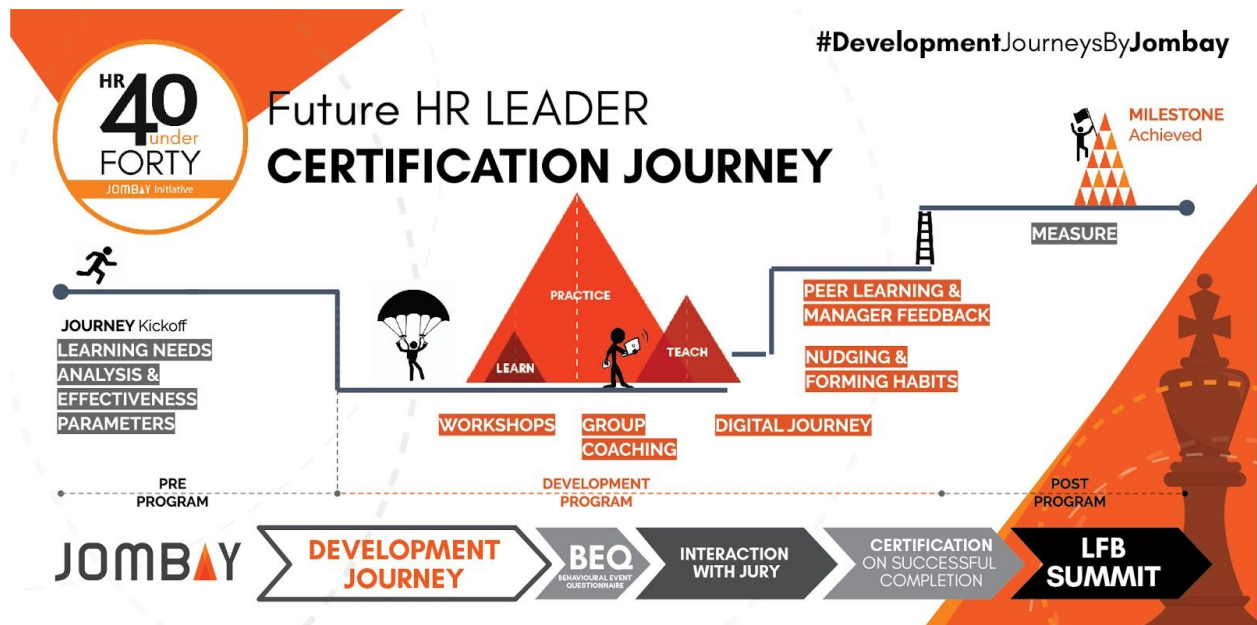 #DevelopmentJourneysByJombay
HR
40
under
FORTY
JOMBAY Initiative
Future HR LEADER
CERTIFICATION JOURNEY
MILESTONE
Achieved
MEASURE
JOURNEY Kickoff
LEARNING NEEDS
ANALYSIS &
EFFECTIVENESS
PARAMETERS
PRACTICE
LEARN
TEACH
PEER LEARNING &
MANAGER FEEDBACK
NUDGING &
FORMING HABITS
WORKSHOPS
GROUP
COACHING
DIGITAL JOURNEY
PRE
PROGRAM
DEVELOPMENT
PROGRAM
POST
PROGRAM
JOMBAY
DEVELOPMENT
JOURNEY
BEQ
BEHAVIOURAL EVENT
QUESTIONNAIRE
INTERACTION
WITH JURY
CERTIFICATION
ON SUCCESSFUL
COMPLETION
LFB
SUMMIT